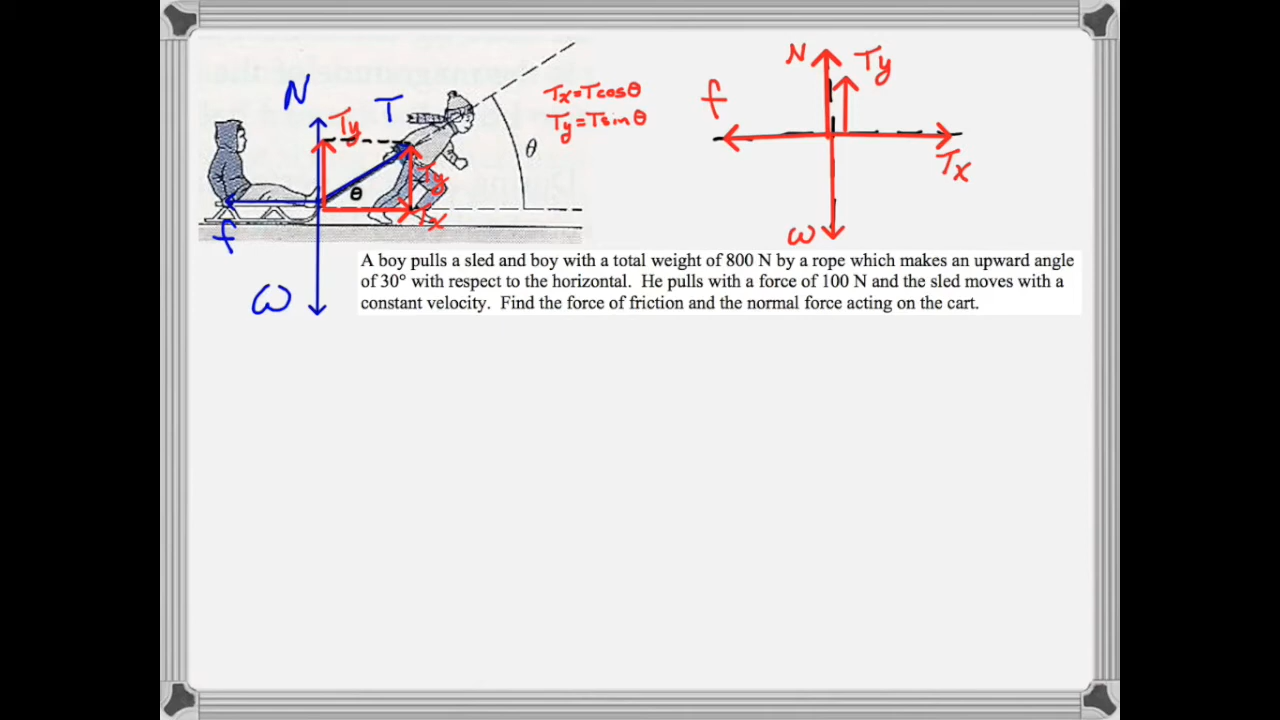 N
T
Ty
θ
Ty
Tx
f
ω
θ
Tx=Tcosθ
Ty=Tsinθ
N
Ty
f
Tx
ω
A boy pulls a sled and boy with a total weight of 800 N by a rope which makes an upward angle
of 30° with respect to the horizontal.  He pulls with a force of 100 N and the sled moves with a
constant velocity.  Find the force of friction and the normal force acting on the cart.